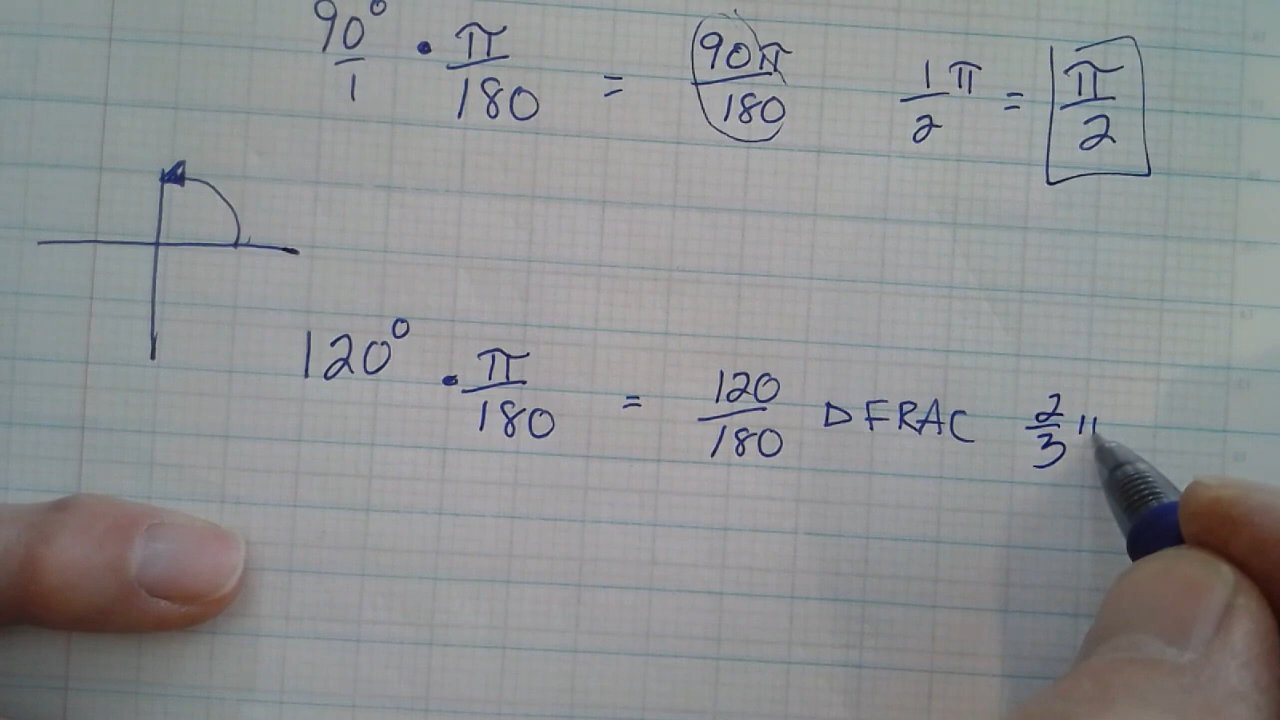 90°/1 · π/180 = 90π/180 1/2 π = π/2
120° · π/180 = 120/180 ▷ FRAC 2/3 π